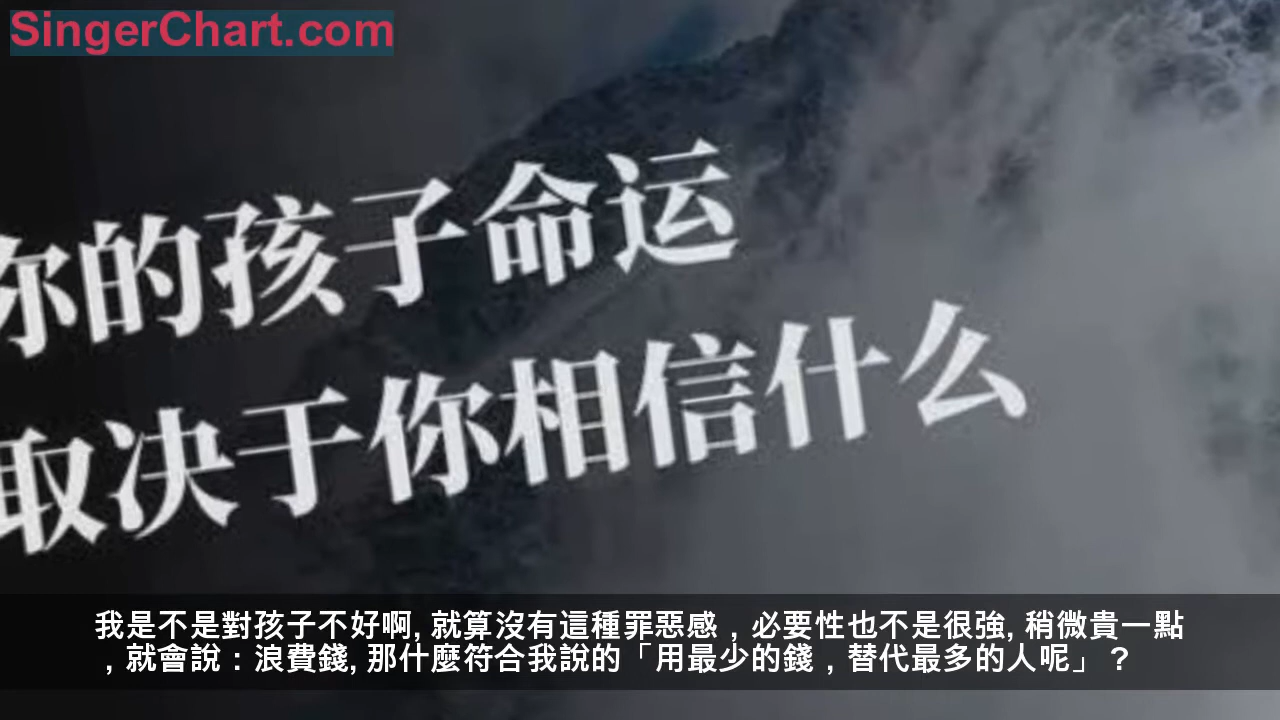 SingerChart.com
你的孩子命运
取决于你相信什么
我是不是對孩子不好啊, 就算沒有這種罪惡感，必要性也不是很強, 稍微貴一點
，就會說：浪費錢, 那什麼符合我說的「用最少的錢，替代最多的人呢」？